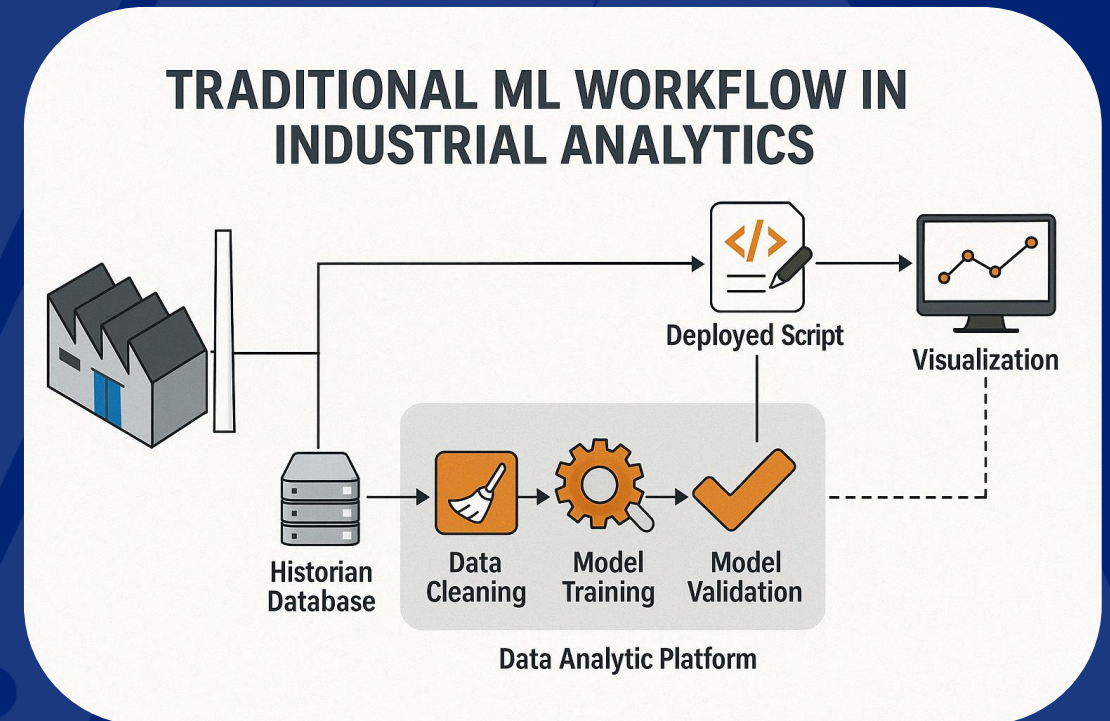 TRADITIONAL ML WORKFLOW IN
INDUSTRIAL ANALYTICS
</>
Deployed Script
Visualization
Historian
Database
Data
Cleaning
Model
Training
Model
Validation
Data Analytic Platform